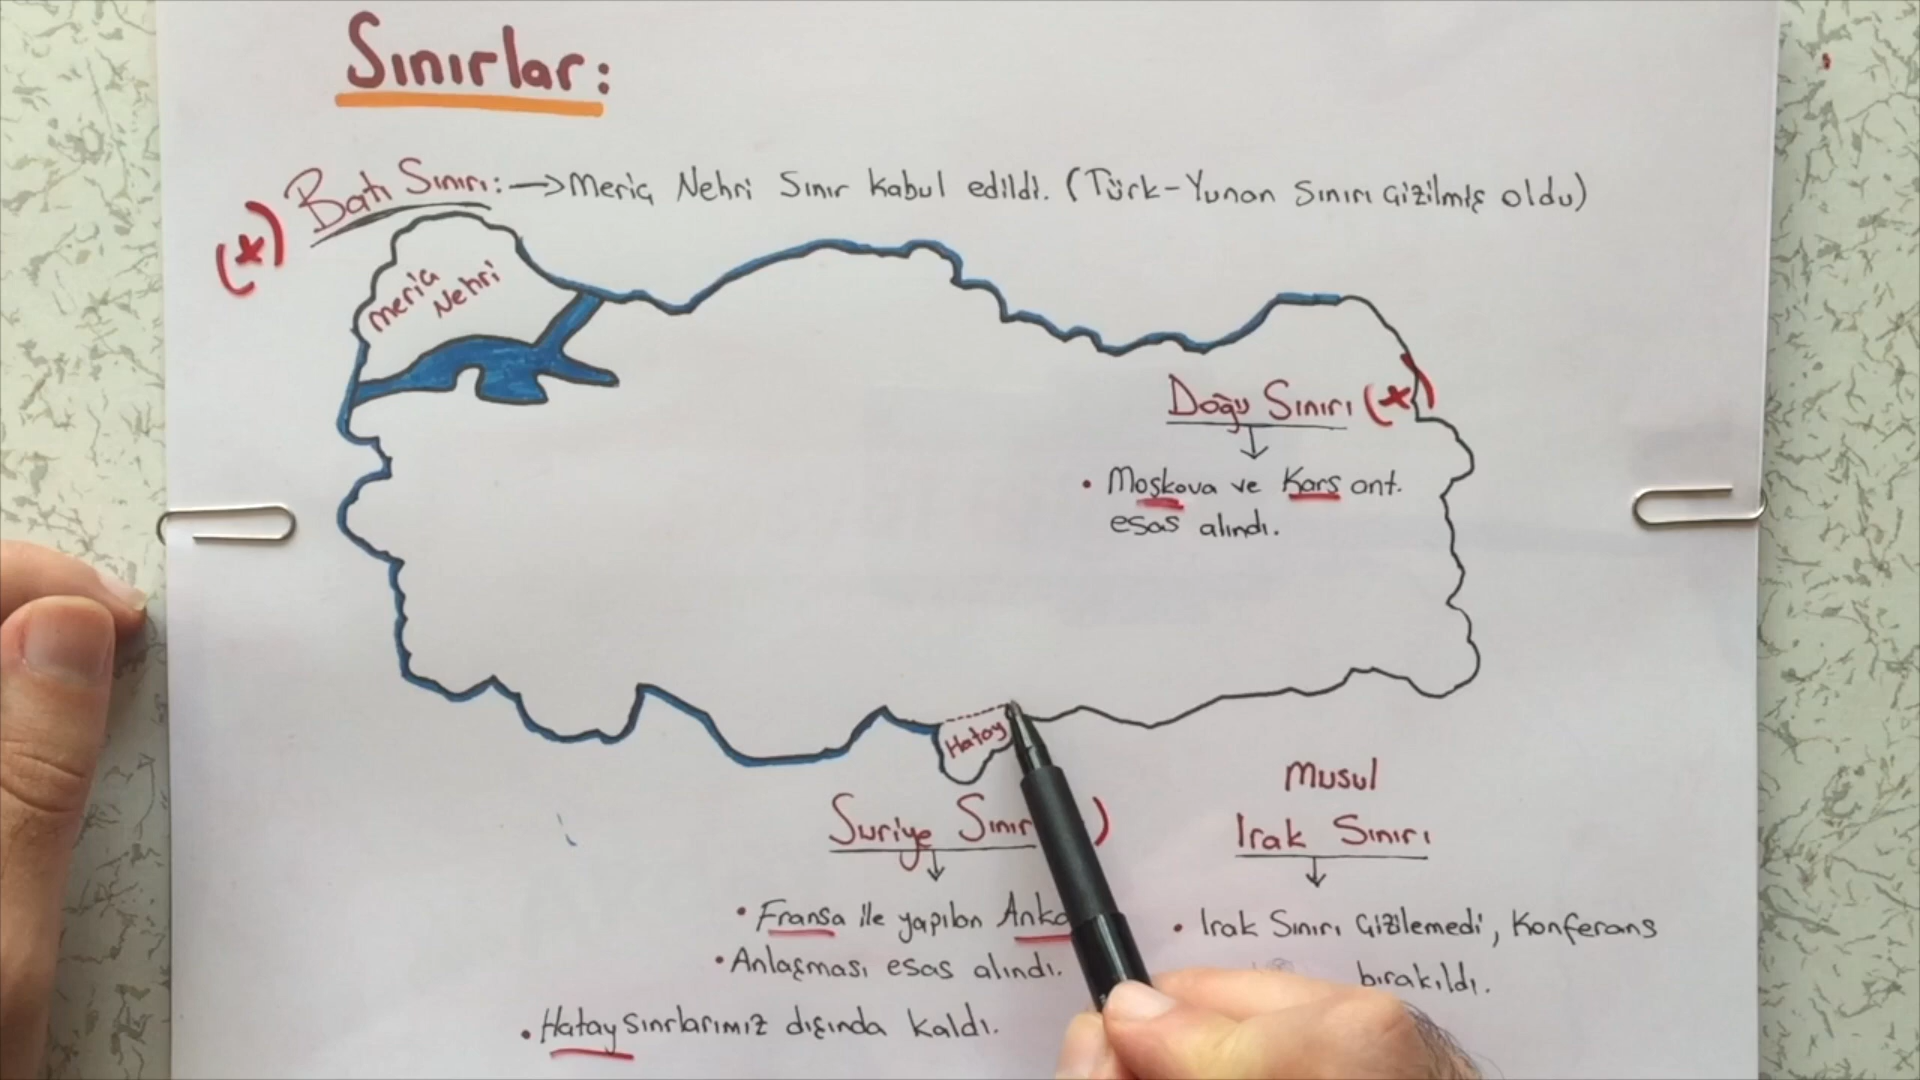 Sınırlar:
Batı Sınırı: → Meriç Nehri Sınır kabul edildi. (Türk-Yunan Sınırı Çizilmiş oldu)
(*)
Meriç
Nehri
Doğu Sınırı (*)
• Moskova ve Kars ant.
esas alındı.
Hatay
Suriye Sınır )
• Fransa ile yapılan Anka
• Anlaşması esas alındı.
• Hatay sınrlarımız dışında kaldı.
Musul
Irak Sınırı
• Irak Sınırı Çizilemedi, Konferans
bırakıldı.